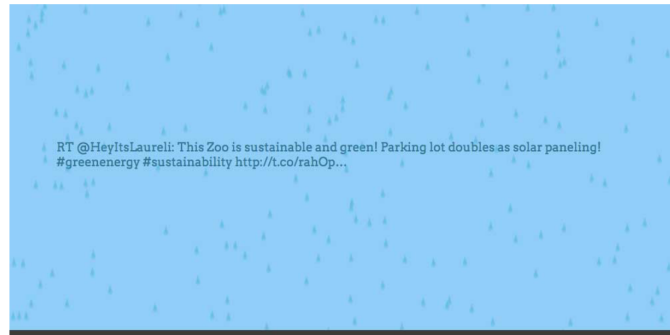 RT @HeyItsLaureli: This Zoo is sustainable and green! Parking lot doubles as solar paneling!
#greenenergy #sustainability http://t.co/rahOp…